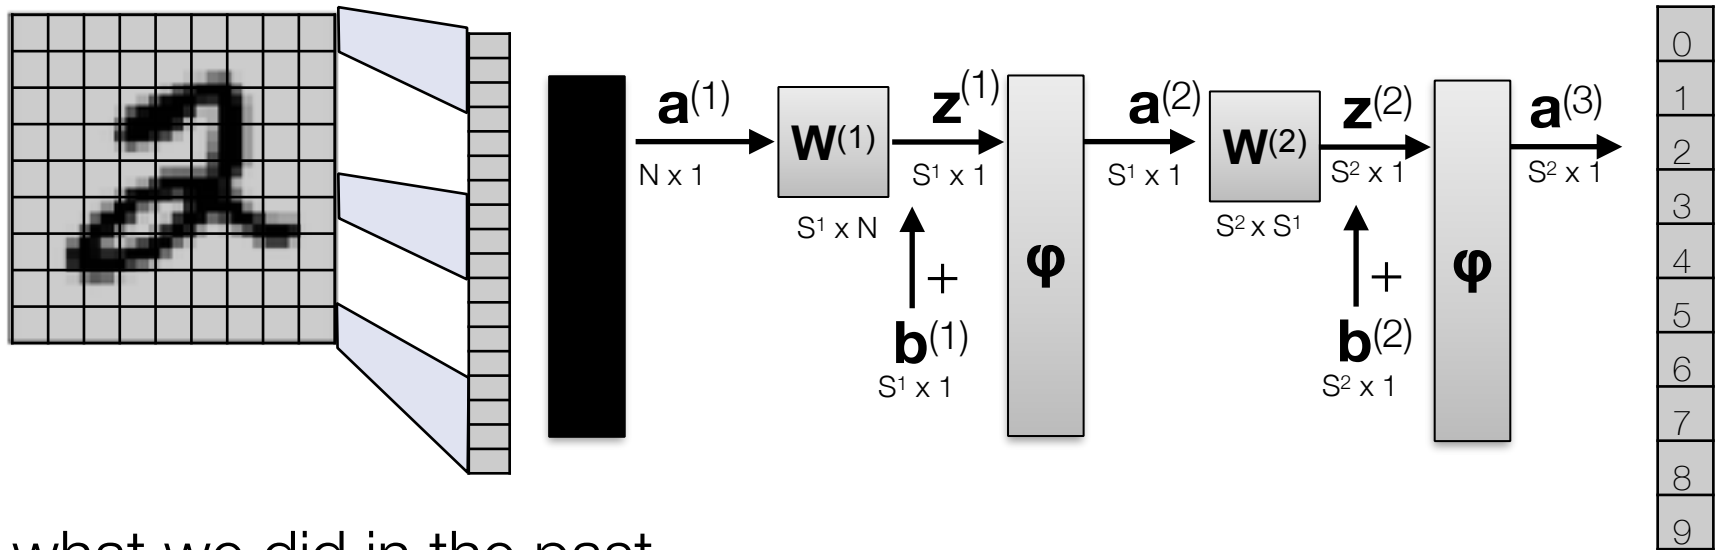 a(1)
N x 1
W(1)
S1 x N
z(1)
S1 x 1
+
b(1)
S1 x 1
φ
a(2)
S1 x 1
W(2)
S2 x S1
z(2)
S2 x 1
+
b(2)
S2 x 1
φ
a(3)
S2 x 1
0
1
2
3
4
5
6
7
8
9
what we did in the past